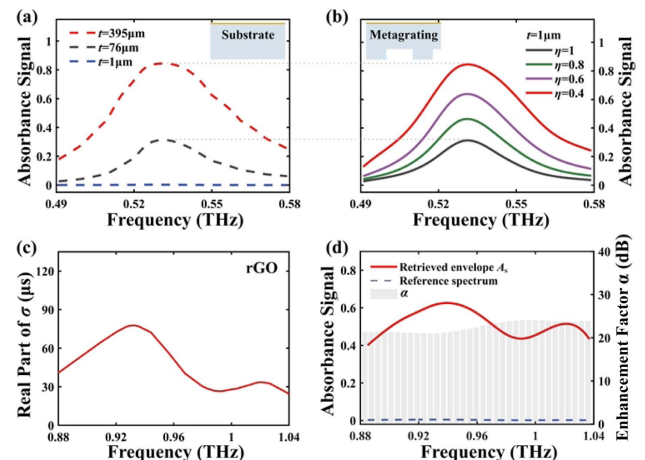 (a)
t=395μm
t=76μm
t=1μm
Substrate
Absorbance Signal
1
0.8
0.6
0.4
0.2
0
0.49
0.52
0.55
0.58
Frequency (THz)
(b)
Metagrating
t=1μm
η=1
η=0.8
η=0.6
η=0.4
1
0.8
0.6
0.4
0.2
0
Absorbance Signal
0.49
0.52
0.55
0.58
Frequency (THz)
(c)
rGO
Real Part of σ (μs)
120
90
60
30
0
0.88
0.92
0.96
1
1.04
Frequency (THz)
(d)
Retrieved envelope As
Reference spectrum
α
Absorbance Signal
0.8
0.6
0.4
0.2
0
40
30
20
10
0
Enhancement Factor α (dB)
0.88
0.92
0.96
1
1.04
Frequency (THz)